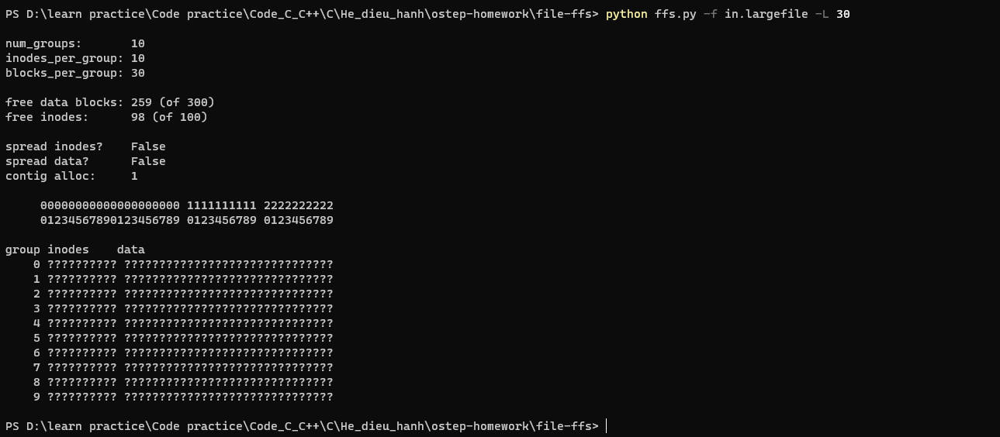 PS D:\learn practice\Code practice\Code_C_C++\C\He_dieu_hanh\ostep-homework\file-ffs> python ffs.py -f in.largefile -L 30
num_groups:       10
inodes_per_group: 10
blocks_per_group: 30
free data blocks: 259 (of 300)
free inodes:      98 (of 100)
spread inodes?    False
spread data?      False
contig alloc:     1
     00000000000000000000 1111111111 2222222222
     01234567890123456789 0123456789 0123456789
group inodes    data
    0 ?????????? ??????????????????????????????
    1 ?????????? ??????????????????????????????
    2 ?????????? ??????????????????????????????
    3 ?????????? ??????????????????????????????
    4 ?????????? ??????????????????????????????
    5 ?????????? ??????????????????????????????
    6 ?????????? ??????????????????????????????
    7 ?????????? ??????????????????????????????
    8 ?????????? ??????????????????????????????
    9 ?????????? ??????????????????????????????
PS D:\learn practice\Code practice\Code_C_C++\C\He_dieu_hanh\ostep-homework\file-ffs>